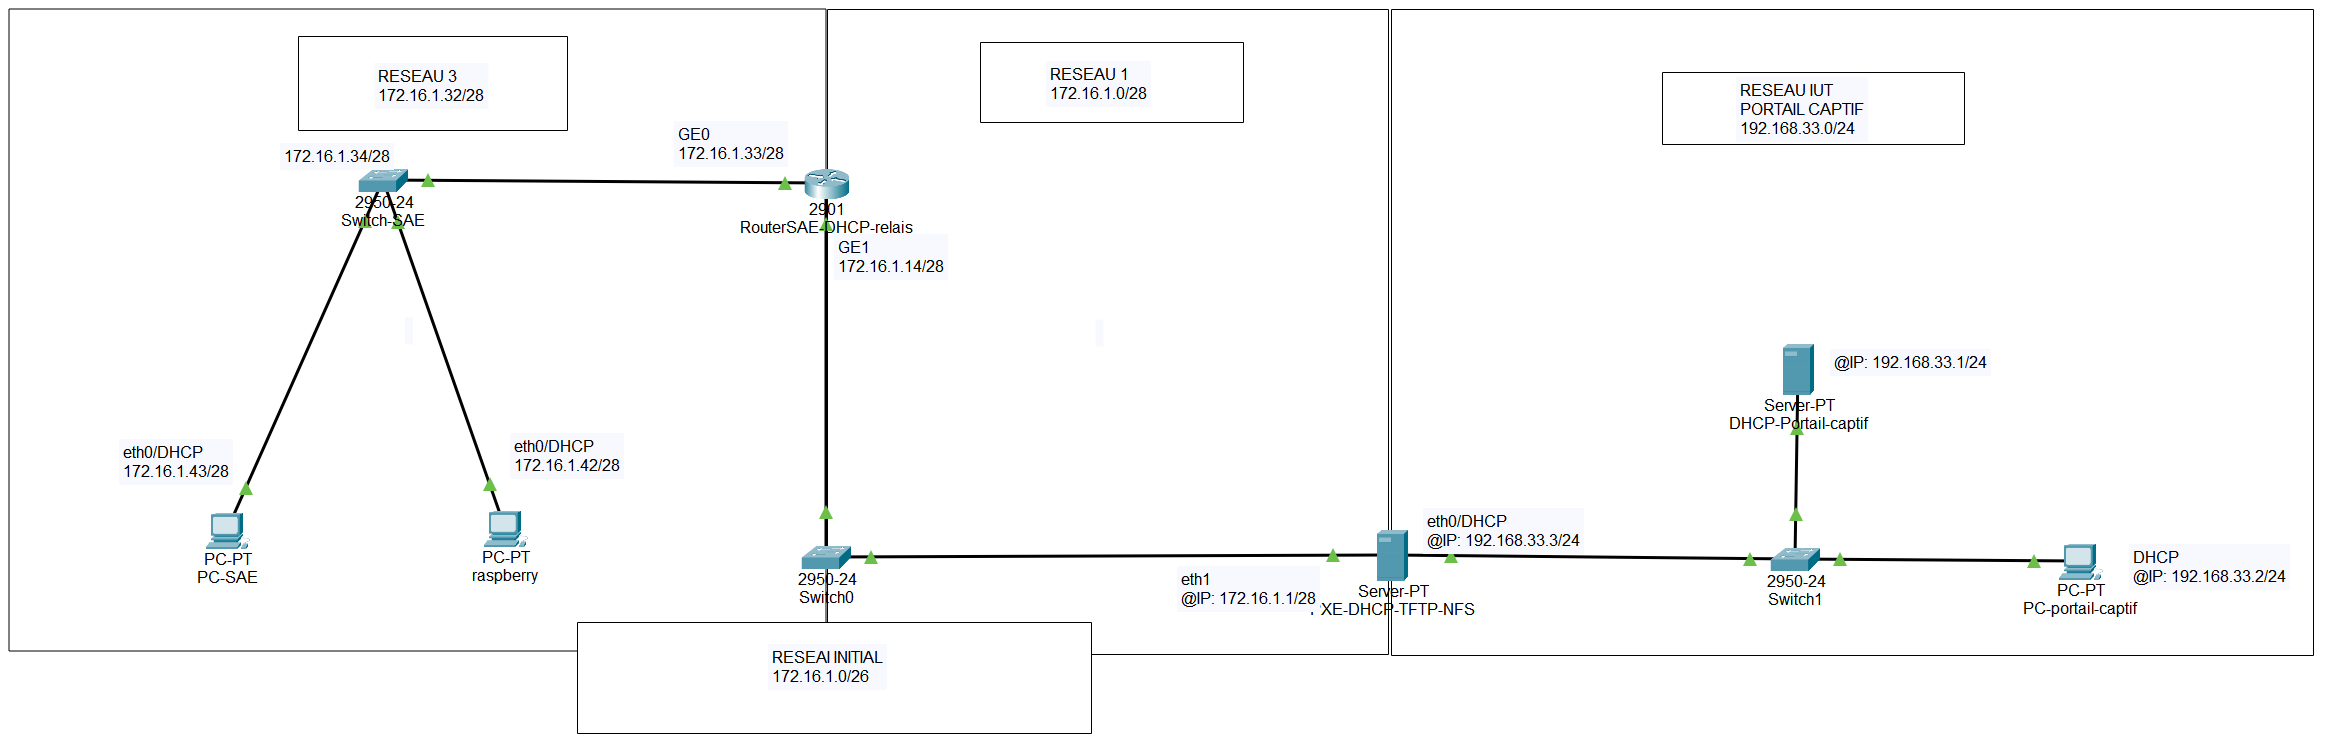 RESEAU 3
172.16.1.32/28
RESEAU 1
172.16.1.0/28
RESEAU IUT
PORTAIL CAPTIF
192.168.33.0/24
GE0
172.16.1.33/28
172.16.1.34/28
2950-24
Switch-SAE
2901
RouterSAE-DHCP-relais
GE1
172.16.1.14/28
@IP: 192.168.33.1/24
Server-PT
DHCP-Portail-captif
eth0/DHCP
172.16.1.43/28
eth0/DHCP
172.16.1.42/28
PC-PT
PC-SAE
PC-PT
raspberry
eth0/DHCP
@IP: 192.168.33.3/24
2950-24
Switch0
eth1
@IP: 172.16.1.1/28
Server-PT
XE-DHCP-TFTP-NFS
2950-24
Switch1
DHCP
@IP: 192.168.33.2/24
PC-PT
PC-portail-captif
RESEAI INITIAL
172.16.1.0/26